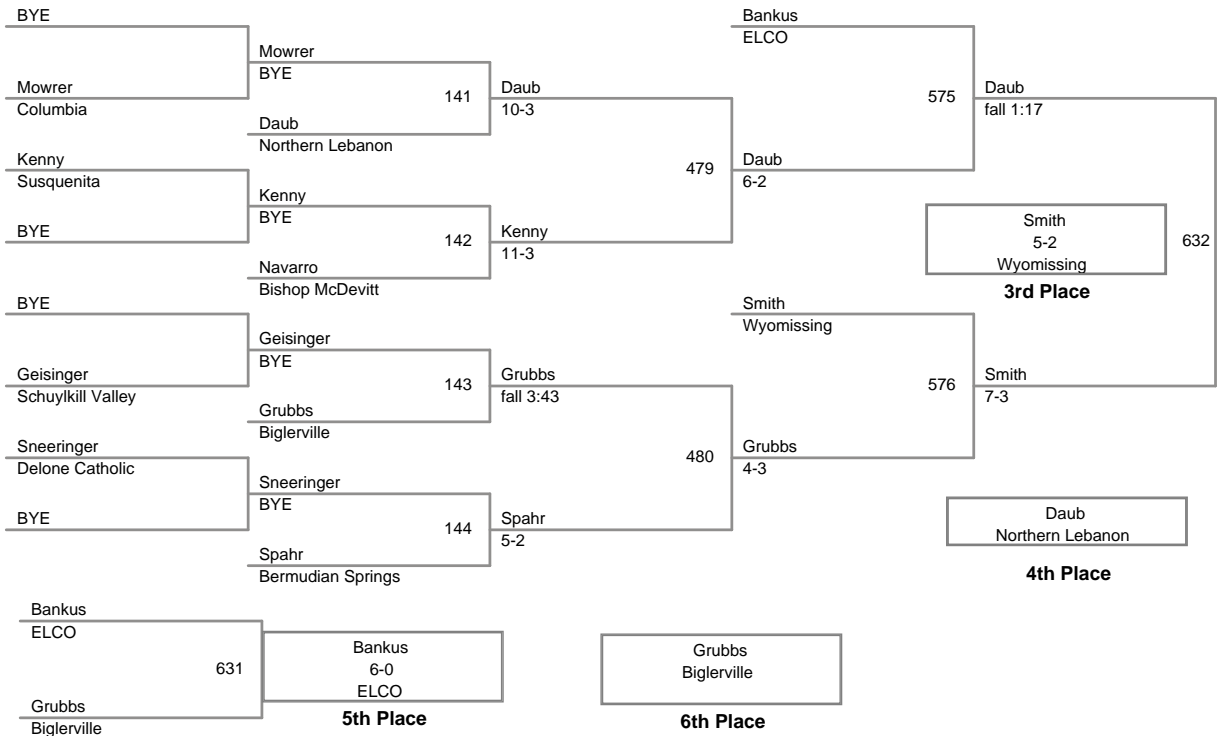 BYE
Mowrer
Columbia
Kenny
Susquenita
BYE
BYE
Geisinger
Schuylkill Valley
Sneeringer
Delone Catholic
BYE
Mowrer
BYE
141
Daub
Northern Lebanon
Kenny
BYE
142
Navarro
Bishop McDevitt
Geisinger
BYE
143
Grubbs
Biglerville
Sneeringer
BYE
144
Spahr
Bermudian Springs
Daub
10-3
479
Kenny
11-3
Grubbs
fall 3:43
480
Spahr
5-2
Bankus
ELCO
575
Daub
6-2
Smith
Wyomissing
576
Grubbs
4-3
Daub
fall 1:17
632
Smith
7-3
Smith
5-2
Wyomissing
3rd Place
Daub
Northern Lebanon
4th Place
Bankus
ELCO
631
Grubbs
Biglerville
Bankus
6-0
ELCO
5th Place
Grubbs
Biglerville
6th Place